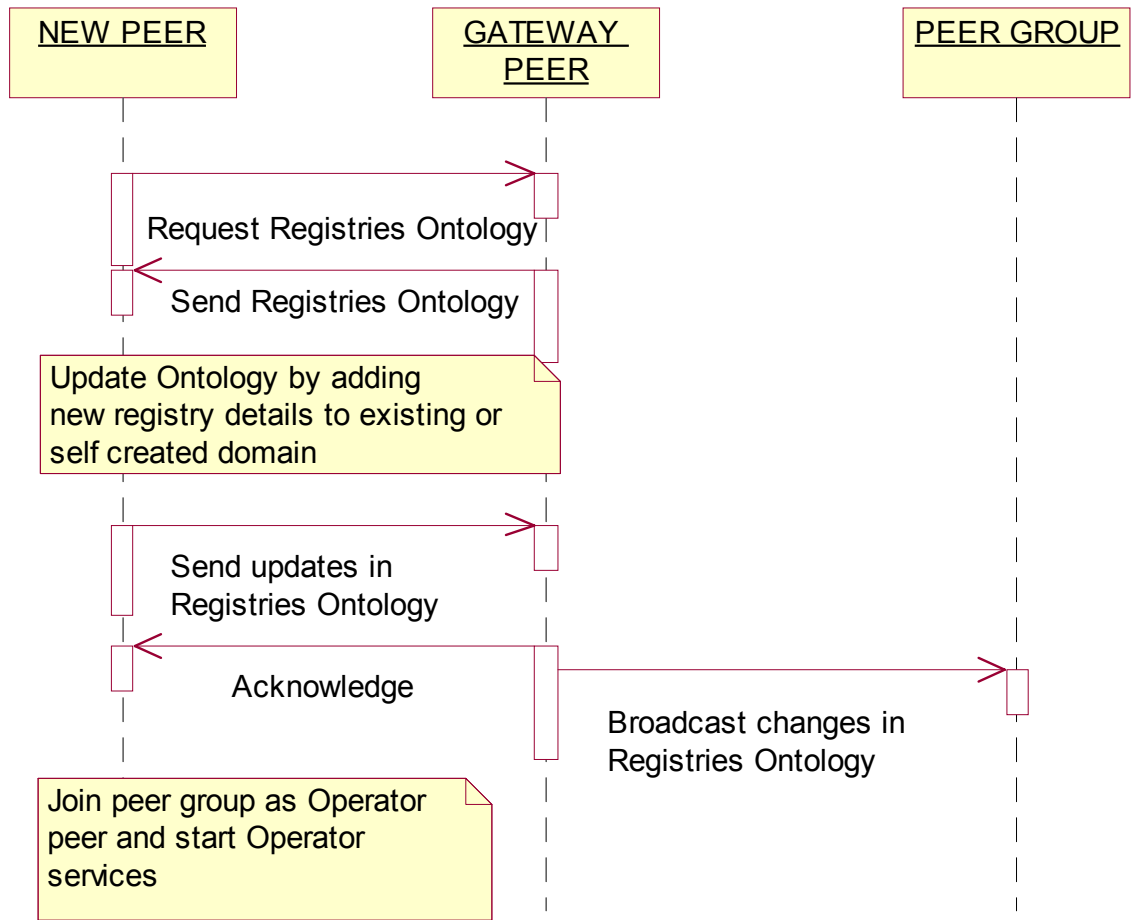 NEW PEER
GATEWAY
PEER
PEER GROUP
Request Registries Ontology
Send Registries Ontology
Update Ontology by adding
new registry details to existing or
self created domain
Send updates in
Registries Ontology
Acknowledge
Broadcast changes in
Registries Ontology
Join peer group as Operator
peer and start Operator
services